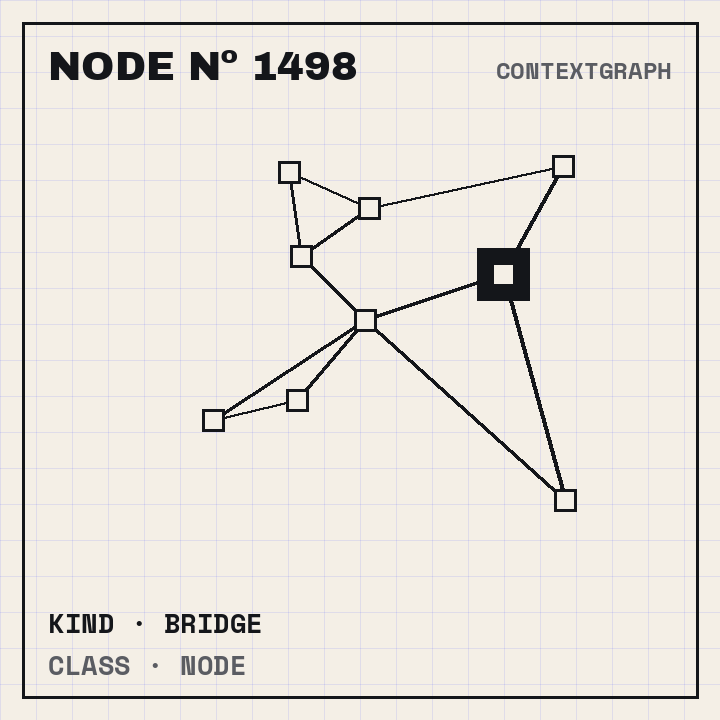 NODE Nº 1498
CONTEXTGRAPH
KIND · BRIDGE
CLASS · NODE